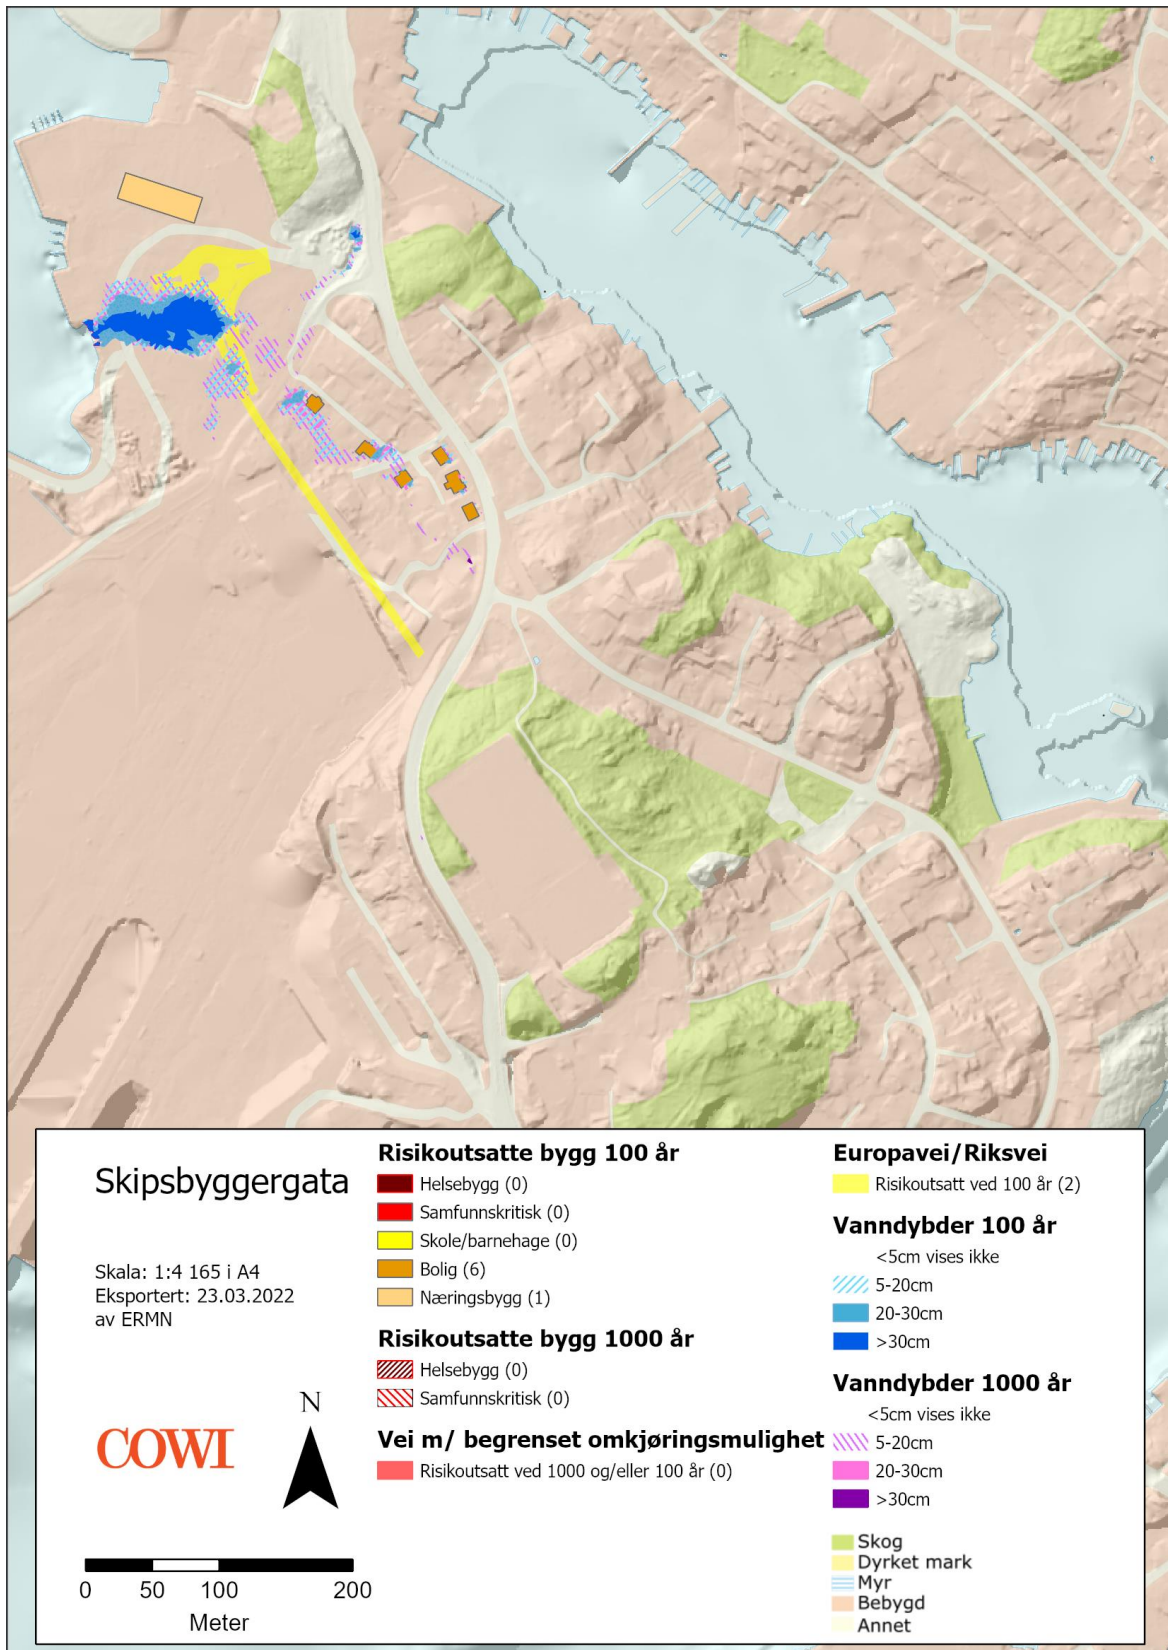 Skipsbyggergata
Skala: 1:4 165 i A4
Eksportert: 23.03.2022
av ERMN
COWI
N
0 50 100 200
Meter
Risikoutsatte bygg 100 år
Helsebygg (0)
Samfunnskritisk (0)
Skole/barnehage (0)
Bolig (6)
Næringsbygg (1)
Risikoutsatte bygg 1000 år
Helsebygg (0)
Samfunnskritisk (0)
Vei m/ begrenset omkjøringsmulighet
Risikoutsatt ved 1000 og/eller 100 år (0)
Europavei/Riksvei
Risikoutsatt ved 100 år (2)
Vanndybder 100 år
<5cm vises ikke
5-20cm
20-30cm
>30cm
Vanndybder 1000 år
<5cm vises ikke
5-20cm
20-30cm
>30cm
Skog
Dyrket mark
Myr
Bebygd
Annet